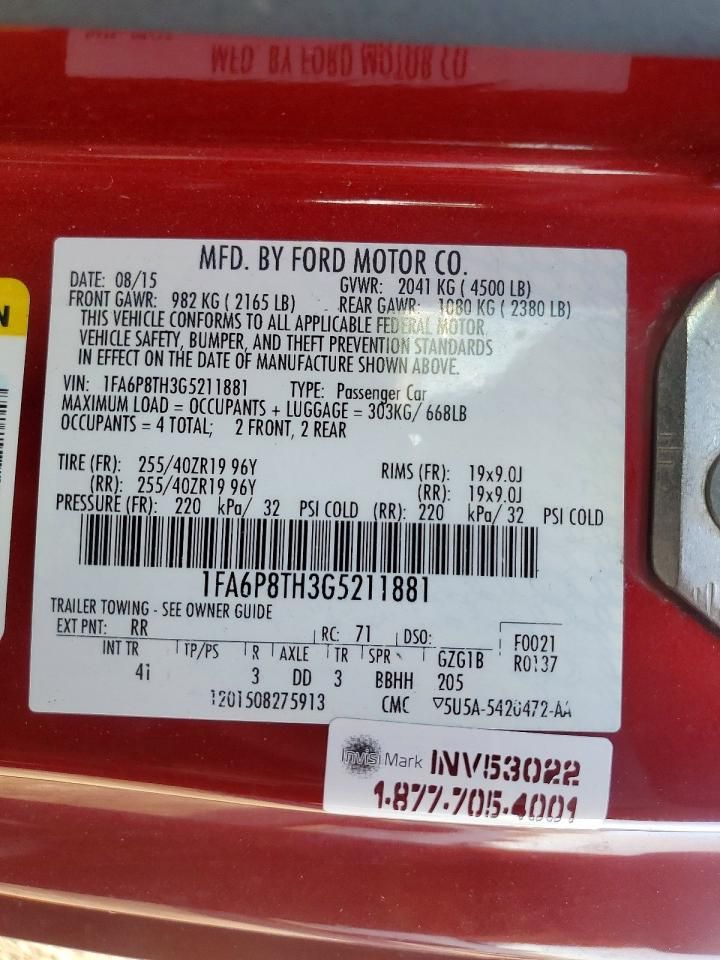 MFD. BY FORD MOTOR CO
MFD. BY FORD MOTOR CO.
DATE: 08/15 GVWR: 2041 KG ( 4500 LB)
FRONT GAWR: 982 KG ( 2165 LB) REAR GAWR: 1080 KG ( 2380 LB)
THIS VEHICLE CONFORMS TO ALL APPLICABLE FEDERAL MOTOR
VEHICLE SAFETY, BUMPER, AND THEFT PREVENTION STANDARDS
IN EFFECT ON THE DATE OF MANUFACTURE SHOWN ABOVE.
VIN: 1FA6P8TH3G5211881 TYPE: Passenger Car
MAXIMUM LOAD = OCCUPANTS + LUGGAGE = 303KG/ 668LB
OCCUPANTS = 4 TOTAL; 2 FRONT, 2 REAR
TIRE (FR): 255/40ZR19 96Y RIMS (FR): 19x9.0J
(RR): 255/40ZR19 96Y (RR): 19x9.0J
PRESSURE (FR): 220 kPa/ 32 PSI COLD (RR): 220 kPa/ 32 PSI COLD
1FA6P8TH3G5211881
TRAILER TOWING - SEE OWNER GUIDE
EXT PNT: RR RC: 71 DSO: F0021
INT TR TP/PS R AXLE TR SPR GZG1B R0137
4i 3 DD 3 BBHH 205
1201508275913 CMC ▽5U5A-5420472-AA
N
invis Mark INV53022
1-877-705-4001